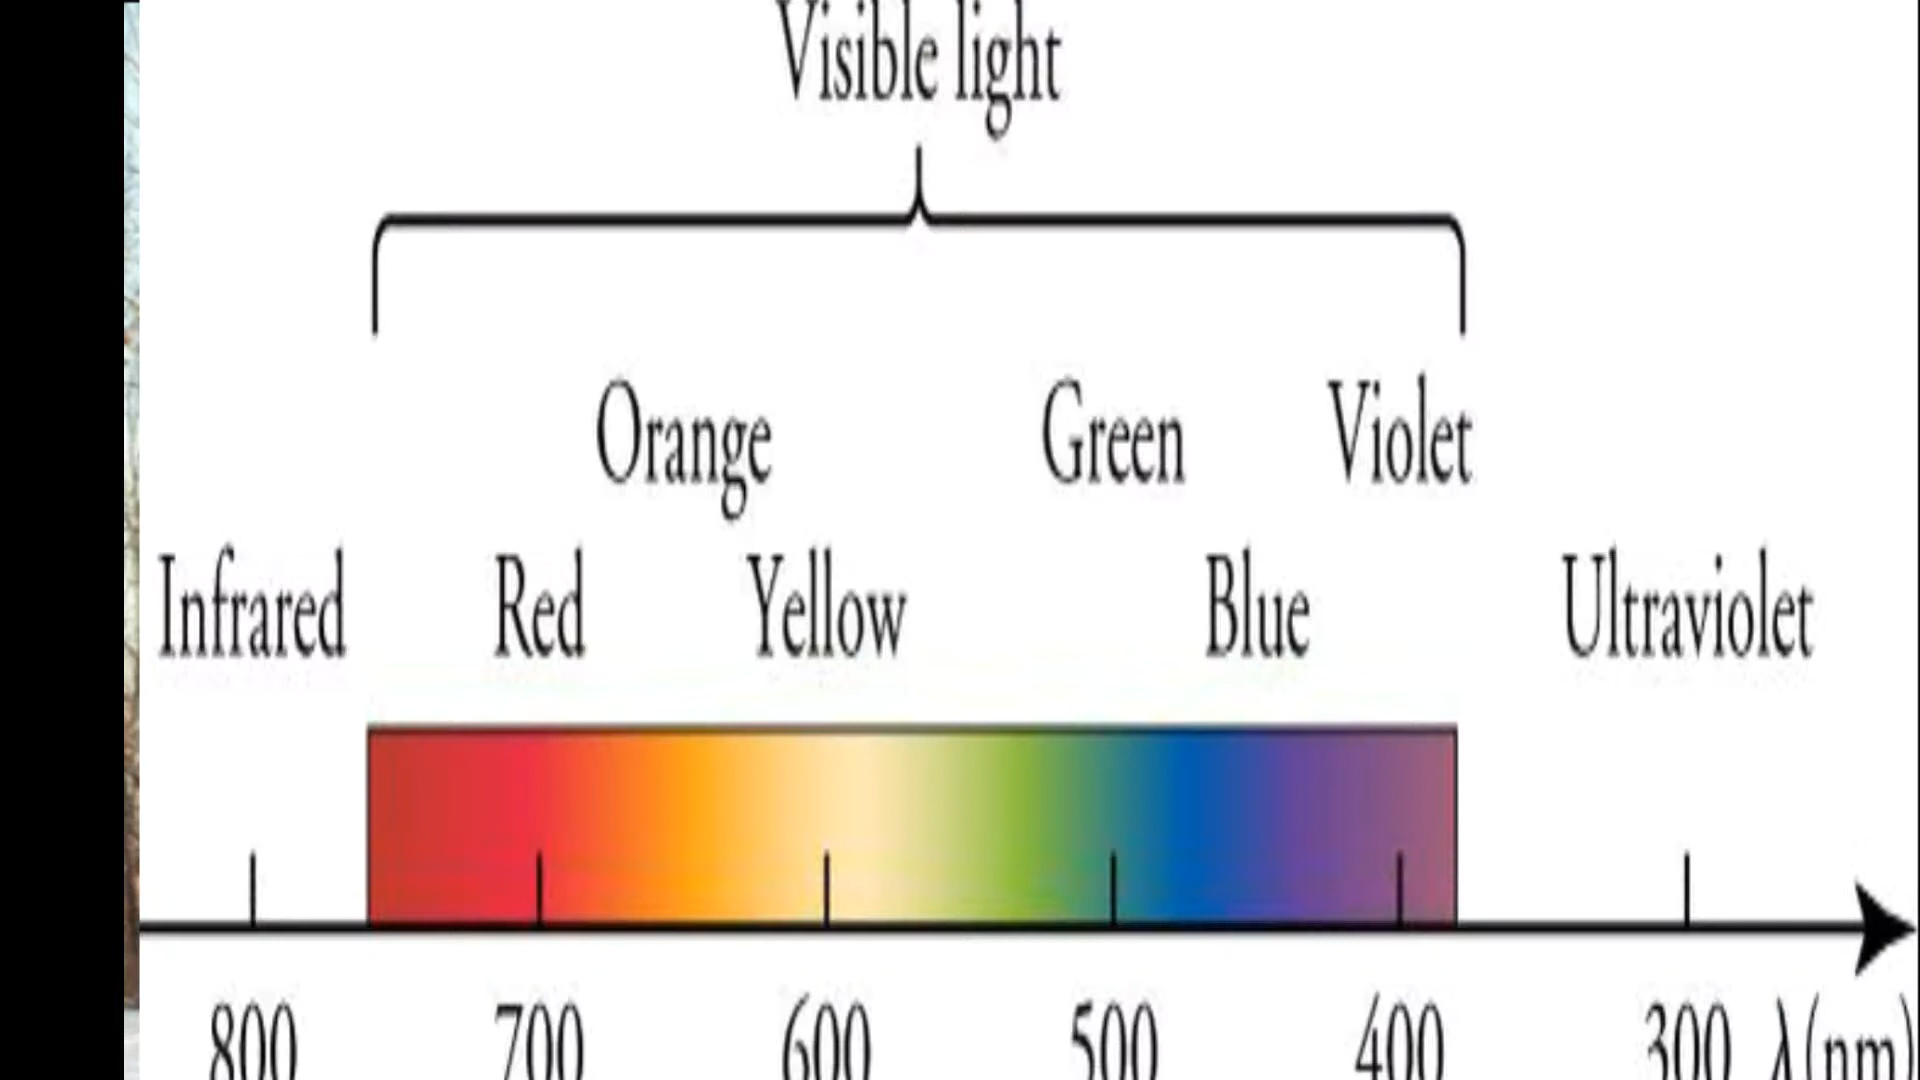 Visible light
Orange Green Violet
Infrared Red Yellow Blue Ultraviolet
800 700 600 500 400 300 λ(nm)